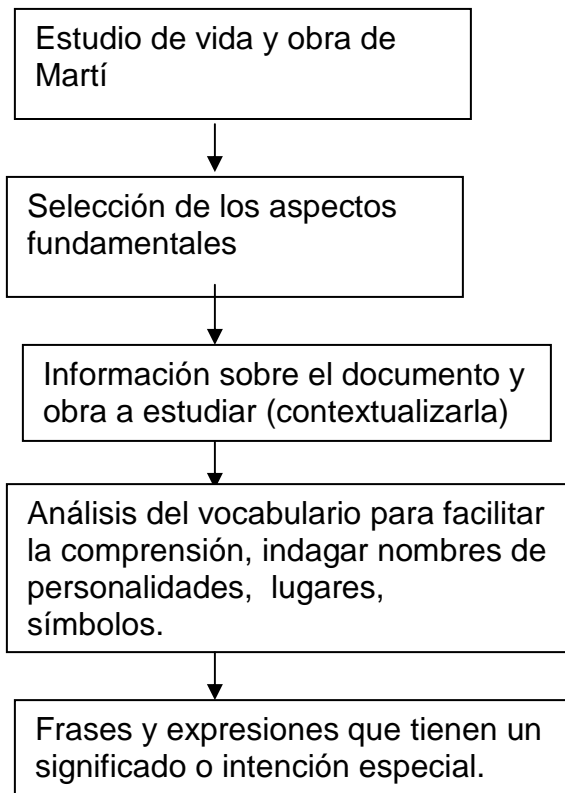 Estudio de vida y obra de
Martí
Selección de los aspectos
fundamentales
Información sobre el documento y
obra a estudiar (contextualizarla)
Análisis del vocabulario para facilitar
la comprensión, indagar nombres de
personalidades,  lugares,
símbolos.
Frases y expresiones que tienen un
significado o intención especial.